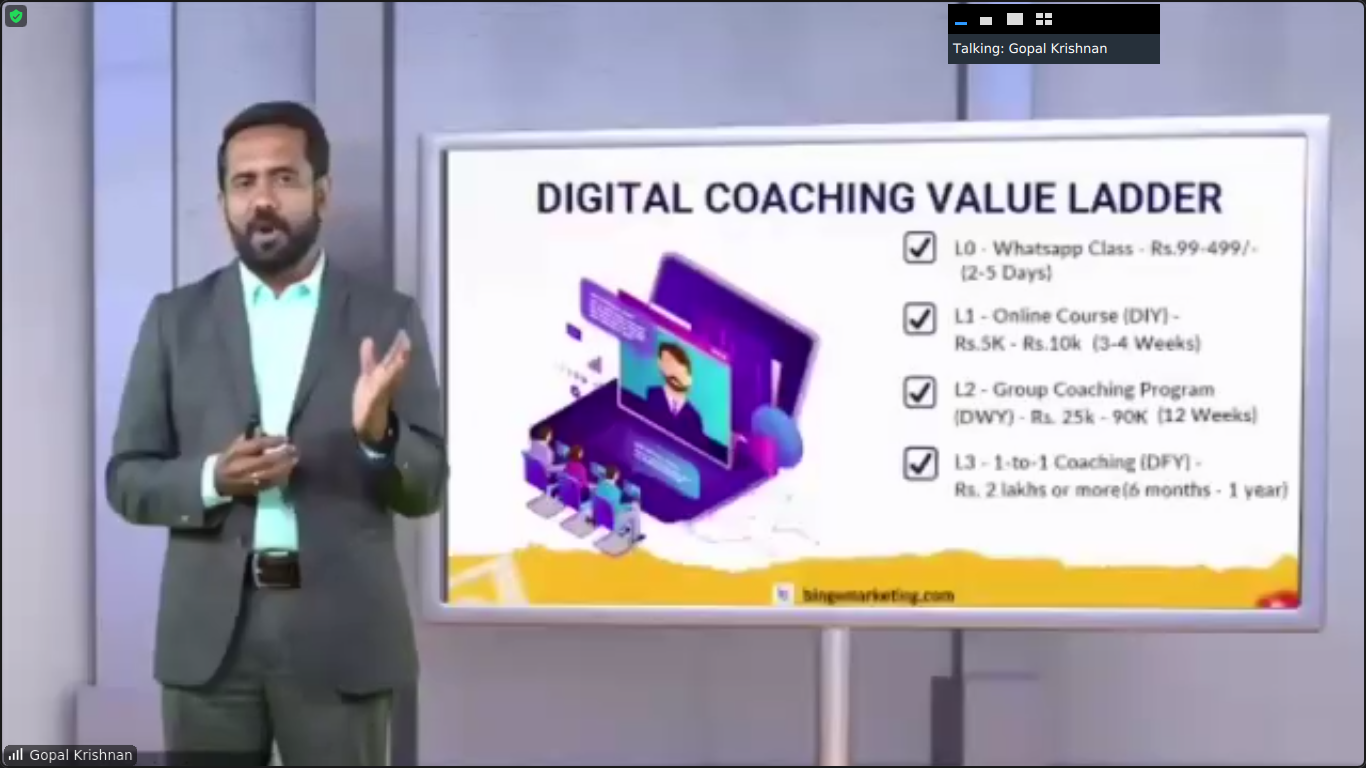 Talking: Gopal Krishnan
DIGITAL COACHING VALUE LADDER
L0 - Whatsapp Class - Rs.99-499/-
(2-5 Days)
L1 - Online Course (DIY) -
Rs.5K - Rs.10k (3-4 Weeks)
L2 - Group Coaching Program
(DWY) - Rs. 25k - 90K (12 Weeks)
L3 - 1-to-1 Coaching (DFY) -
Rs. 2 lakhs or more(6 months - 1 year)
bingemarketing.com
Gopal Krishnan